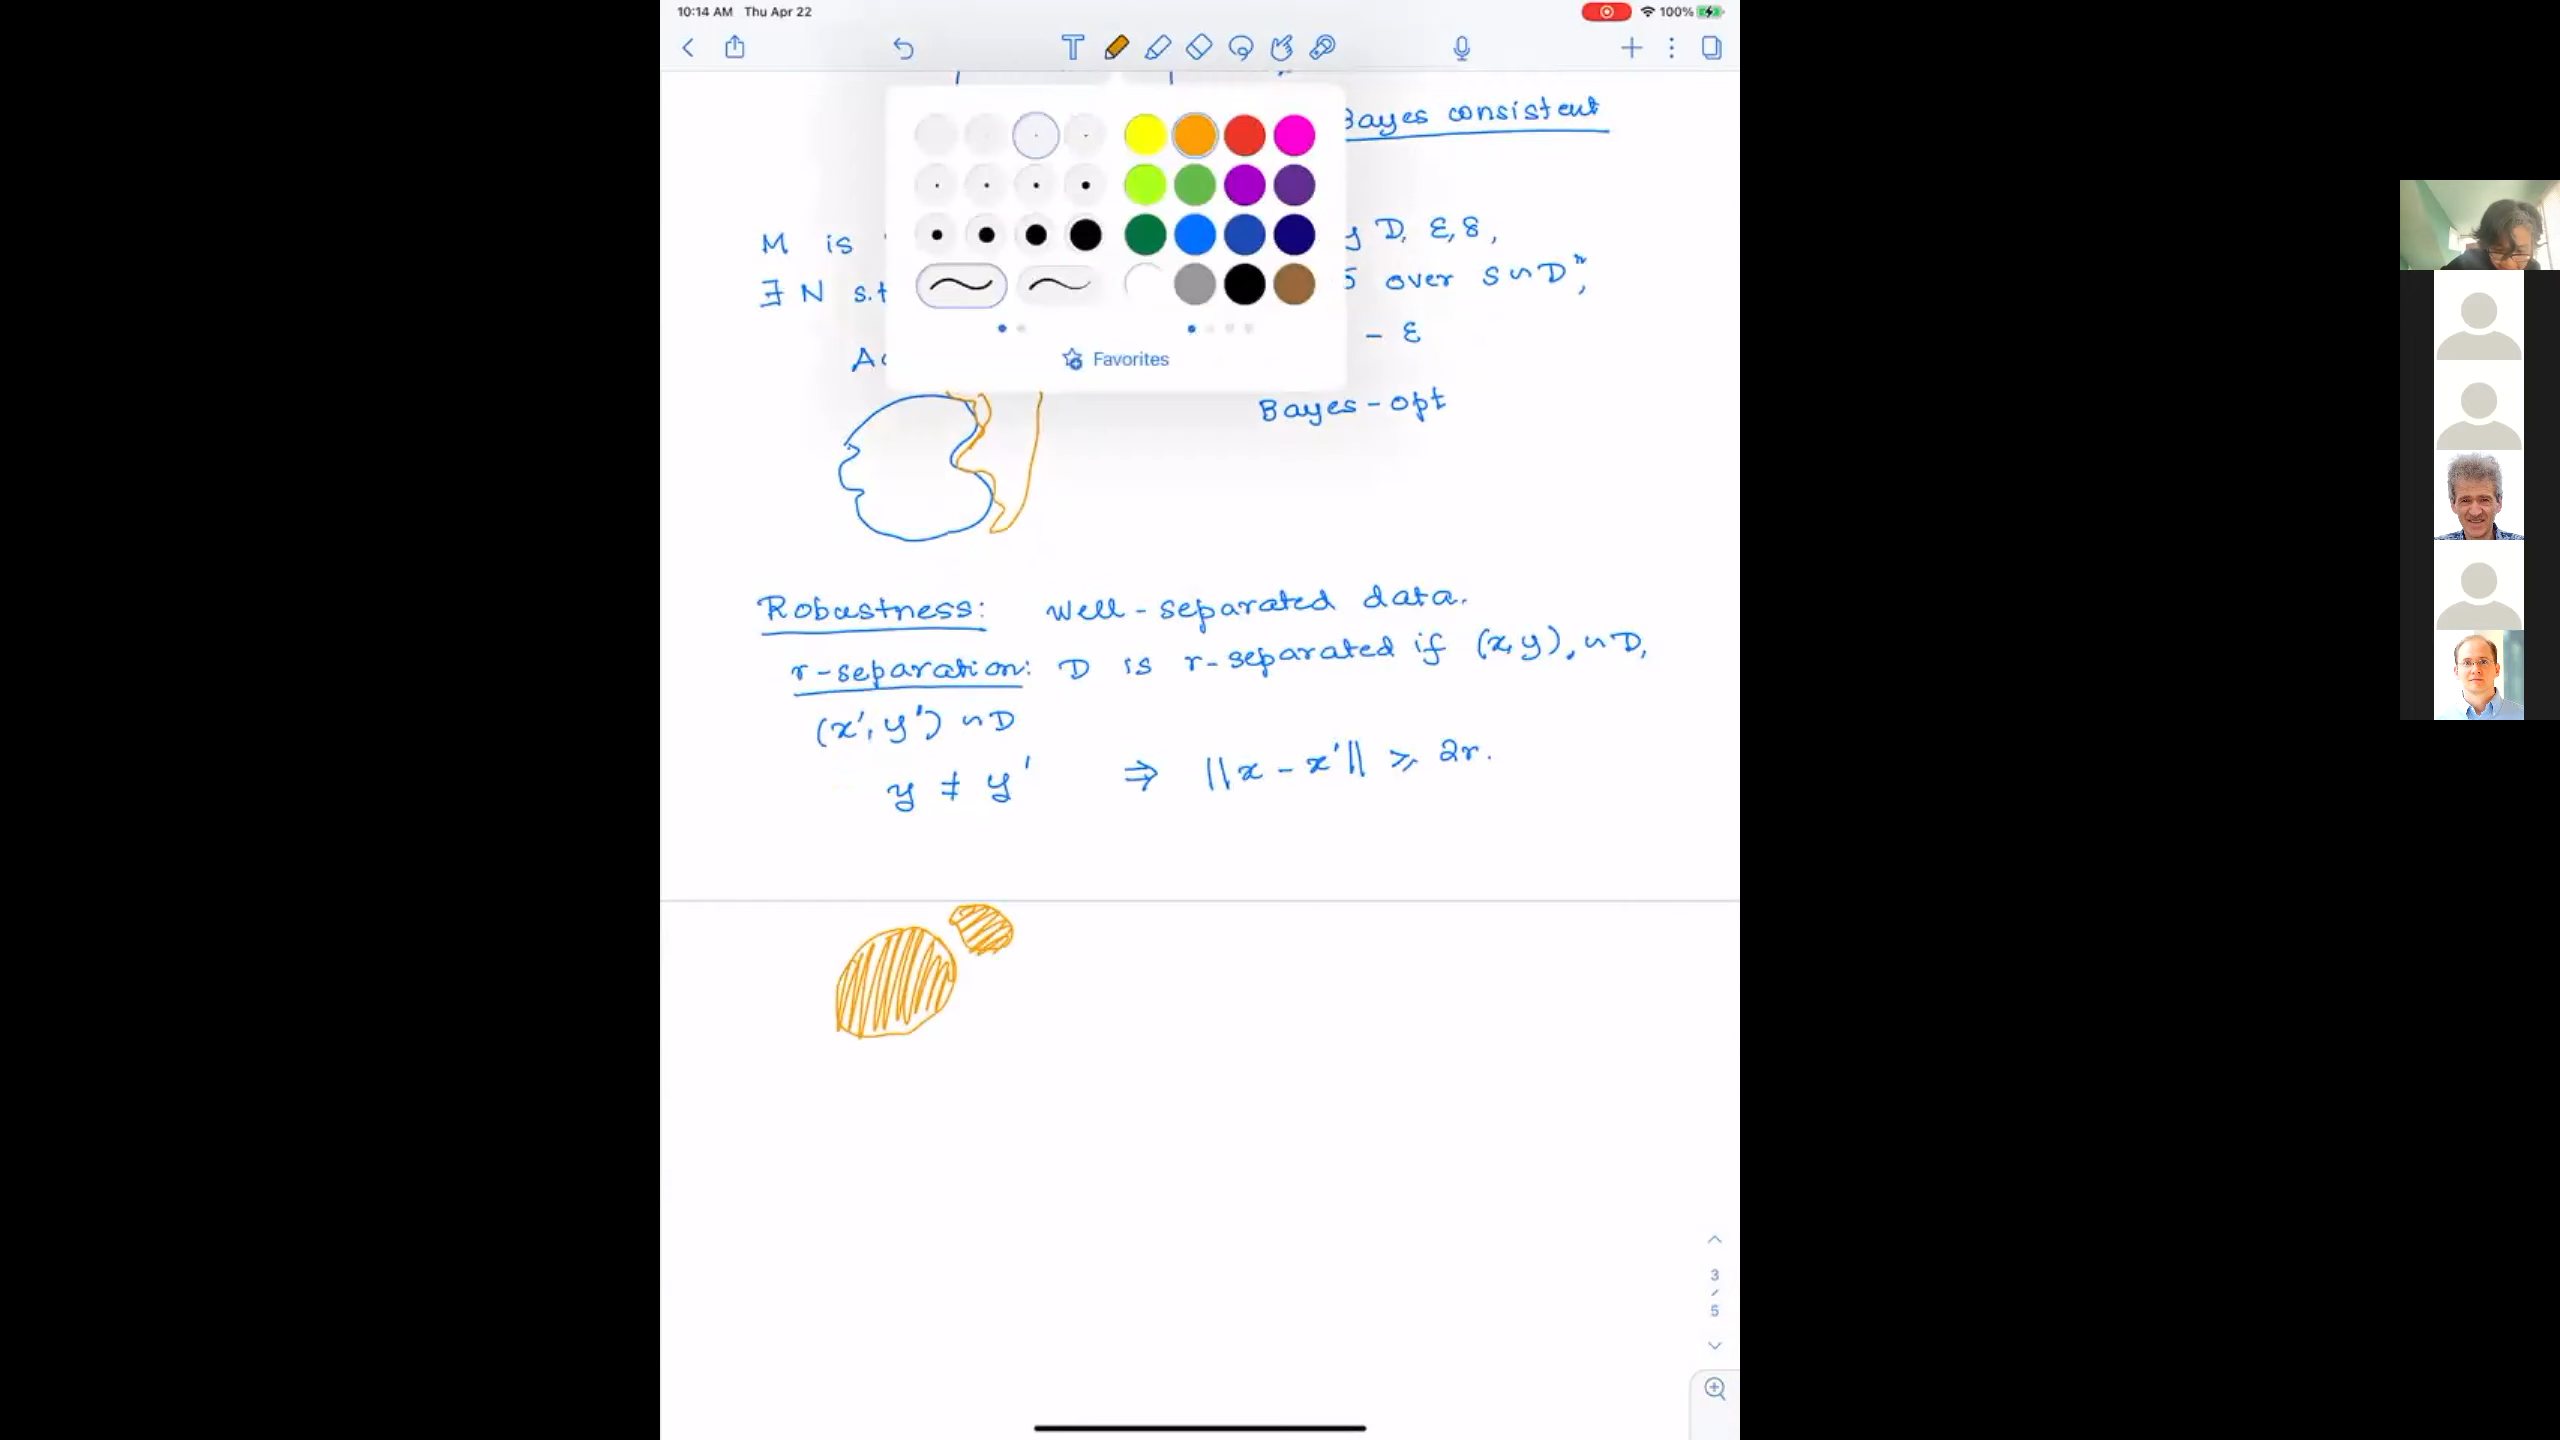 10:14 AM Thu Apr 22
100%
Bayes consistent
M is D, ε, δ,
∃ N s.t over S ~ Dⁿ,
- ε
Favorites
Bayes-opt
Robustness: Well-separated data.
r-separation: D is r-separated if (x,y) ~ D,
(x', y') ~ D
y ≠ y' ⇒ ||x - x'|| ≥ 2r.
3
/
5